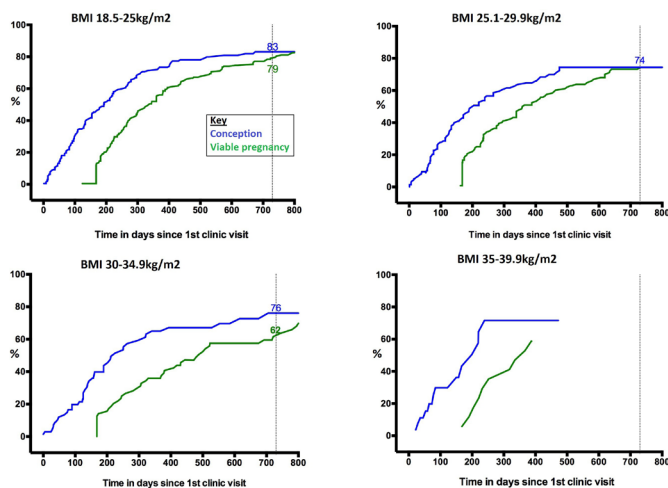 BMI 18.5-25kg/m2
100
80
60
%
40
20
0
83
79
Key
Conception
Viable pregnancy
0 100 200 300 400 500 600 700 800
Time in days since 1st clinic visit
BMI 25.1-29.9kg/m2
100
80
60
%
40
20
0
74
0 100 200 300 400 500 600 700 800
Time in days since 1st clinic visit
BMI 30-34.9kg/m2
100
80
60
%
40
20
0
76
62
0 100 200 300 400 500 600 700 800
Time in days since 1st clinic visit
BMI 35-39.9kg/m2
100
80
60
%
40
20
0
0 100 200 300 400 500 600 700 800
Time in days since 1st clinic visit